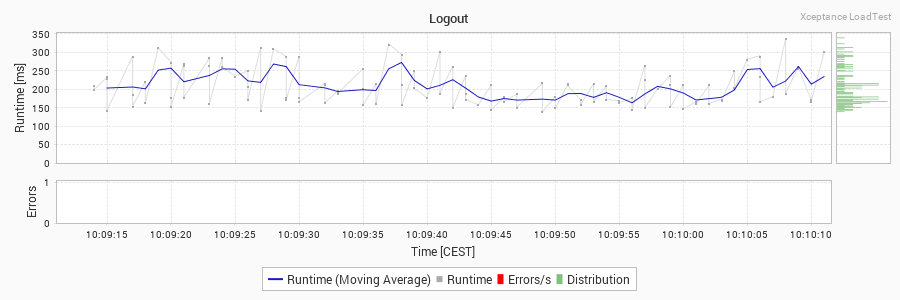 Logout
Xceptance LoadTest
Runtime [ms]
350
300
250
200
150
100
50
0
Errors
1
0
10:09:15 10:09:20 10:09:25 10:09:30 10:09:35 10:09:40 10:09:45 10:09:50 10:09:55 10:10:00 10:10:05 10:10:10
Time [CEST]
Runtime (Moving Average) Runtime Errors/s Distribution